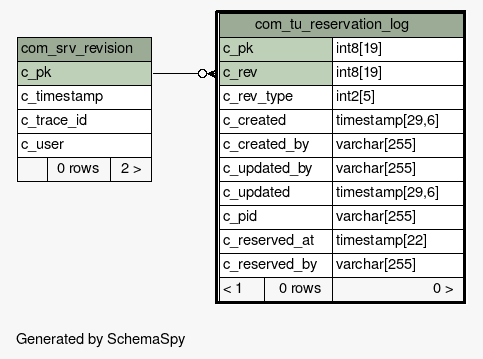 com_srv_revision
c_pk
c_timestamp
c_trace_id
c_user
0 rows 2 >
com_tu_reservation_log
c_pk int8[19]
c_rev int8[19]
c_rev_type int2[5]
c_created timestamp[29,6]
c_created_by varchar[255]
c_updated_by varchar[255]
c_updated timestamp[29,6]
c_pid varchar[255]
c_reserved_at timestamp[22]
c_reserved_by varchar[255]
< 1 0 rows 0 >
Generated by SchemaSpy